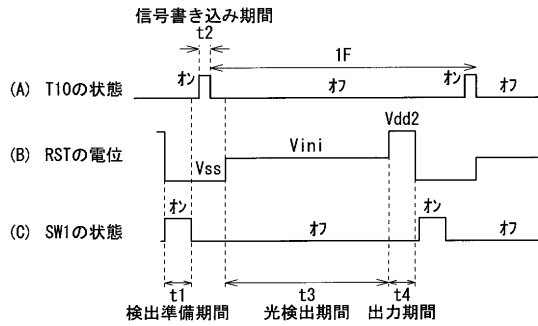 信号書き込み期間
t2
1F
(A) T10の状態
オン
オフ
オン
オフ
(B) RSTの電位
Vss
Vini
Vdd2
(C) SW1の状態
オン
オフ
オン
オフ
t1
t3
t4
検出準備期間
光検出期間
出力期間